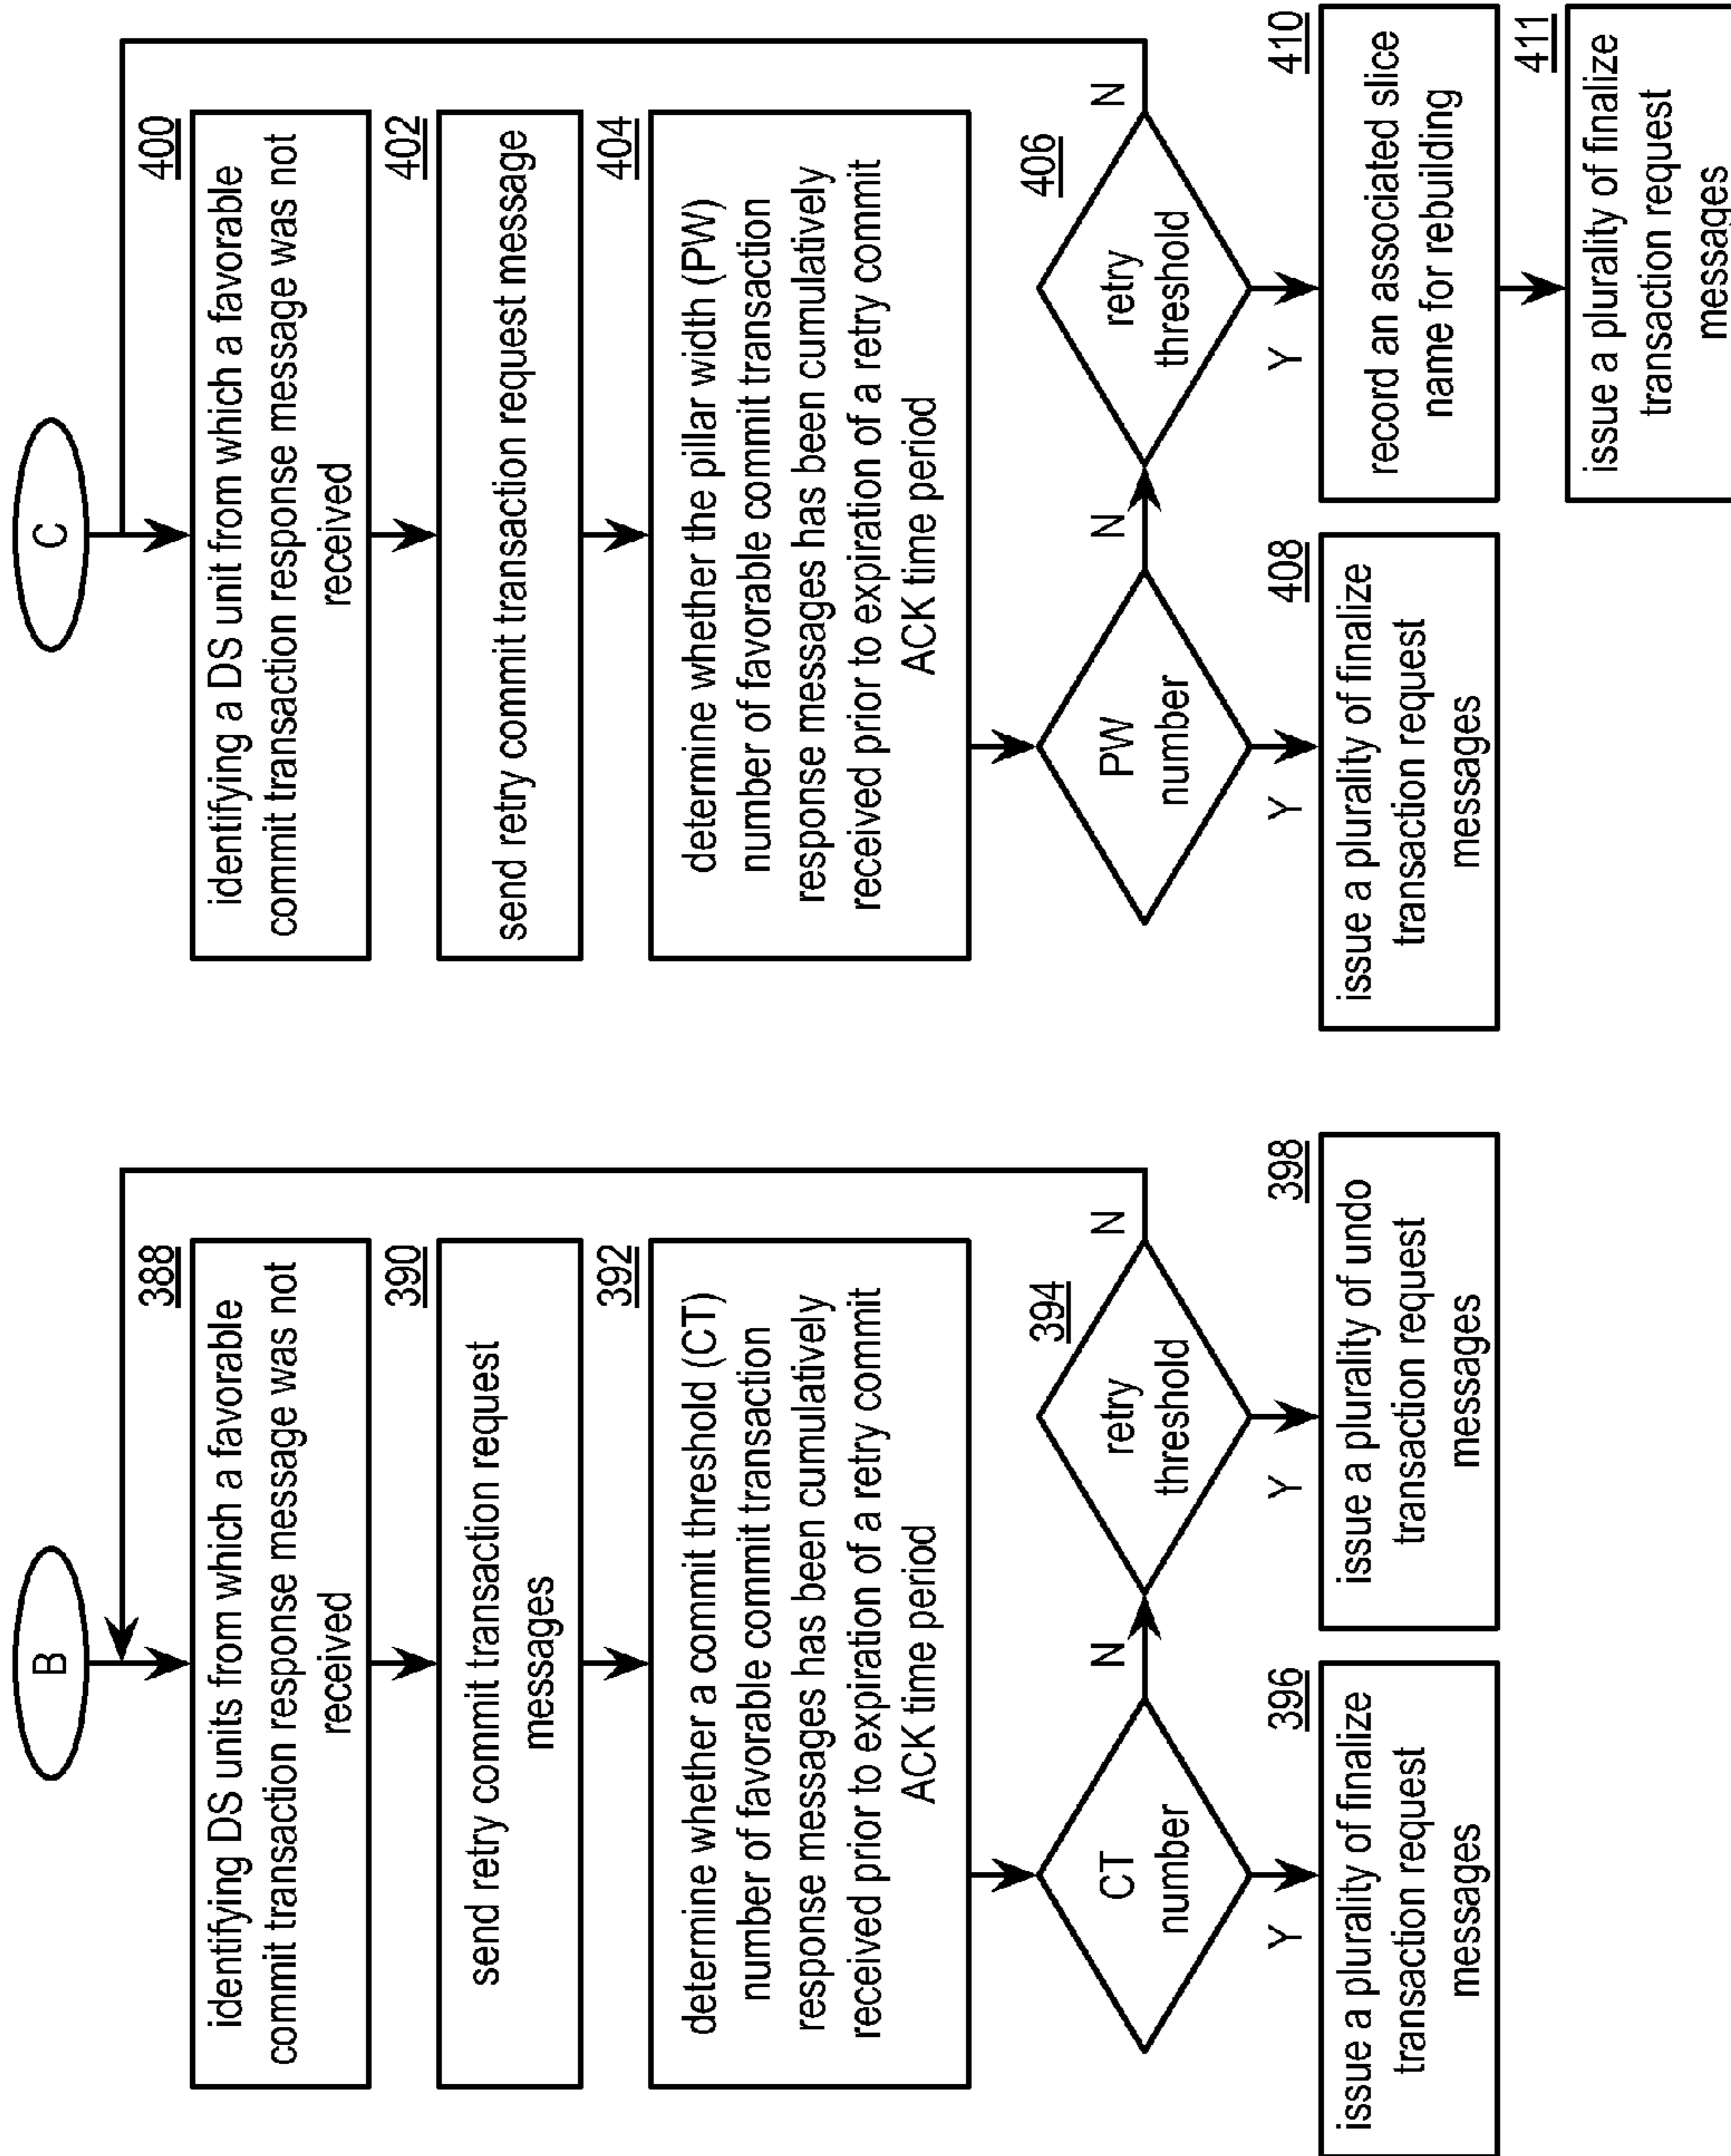 B
388
identifying DS units from which a favorable
commit transaction response message was not
received
390
send retry commit transaction request
messages
392
determine whether a commit threshold (CT)
number of favorable commit transaction
response messages has been cumulatively
received prior to expiration of a retry commit
ACK time period
CT
number
N
Y
394
retry
threshold
N
Y
396
issue a plurality of finalize
transaction request
messages
398
issue a plurality of undo
transaction request
messages
C
400
identifying a DS unit from which a favorable
commit transaction response message was not
received
402
send retry commit transaction request message
404
determine whether the pillar width (PW)
number of favorable commit transaction
response messages has been cumulatively
received prior to expiration of a retry commit
ACK time period
PW
number
N
Y
406
retry
threshold
N
Y
408
issue a plurality of finalize
transaction request
messages
410
record an associated slice
name for rebuilding
411
issue a plurality of finalize
transaction request
messages